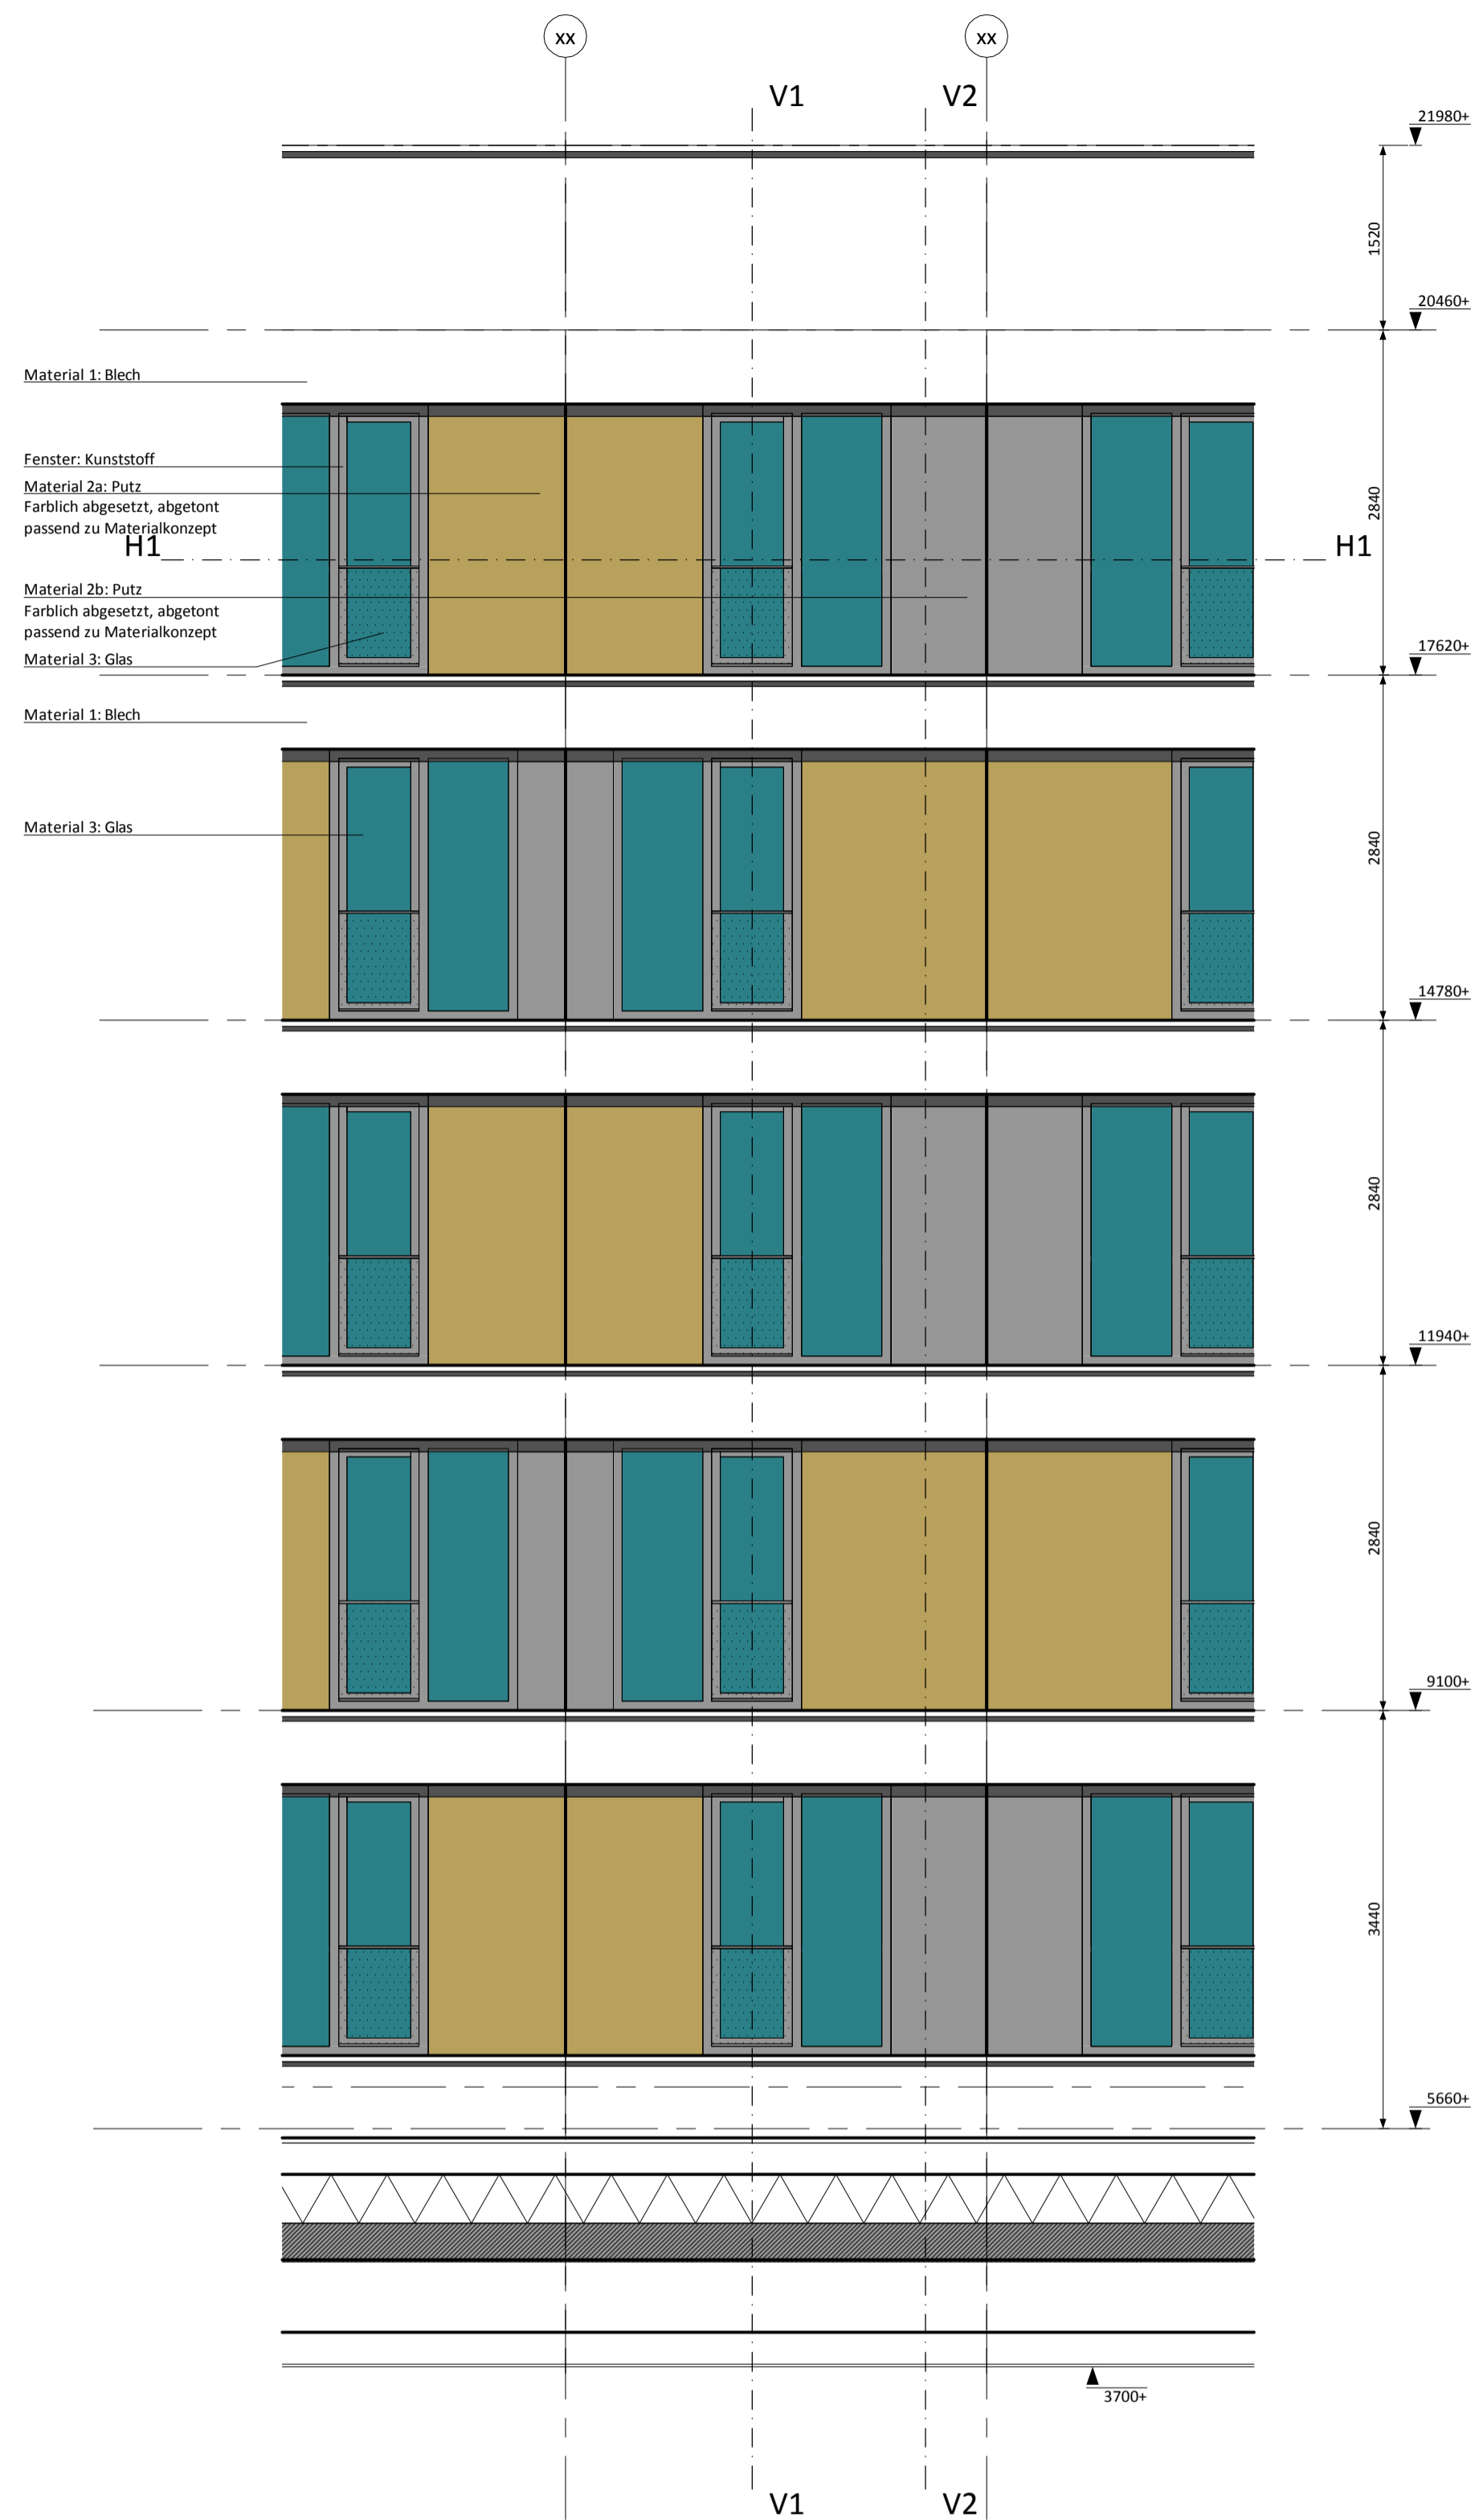 xx
xx
V1
V2
21980+
1520
20460+
Material 1: Blech
Fenster: Kunststoff
Material 2a: Putz
Farblich abgesetzt, abgetont
passend zu Materialkonzept
2840
H1
H1
Material 2b: Putz
Farblich abgesetzt, abgetont
passend zu Materialkonzept
Material 3: Glas
17620+
Material 1: Blech
Material 3: Glas
2840
14780+
2840
11940+
2840
9100+
3440
5660+
3700+
V1
V2